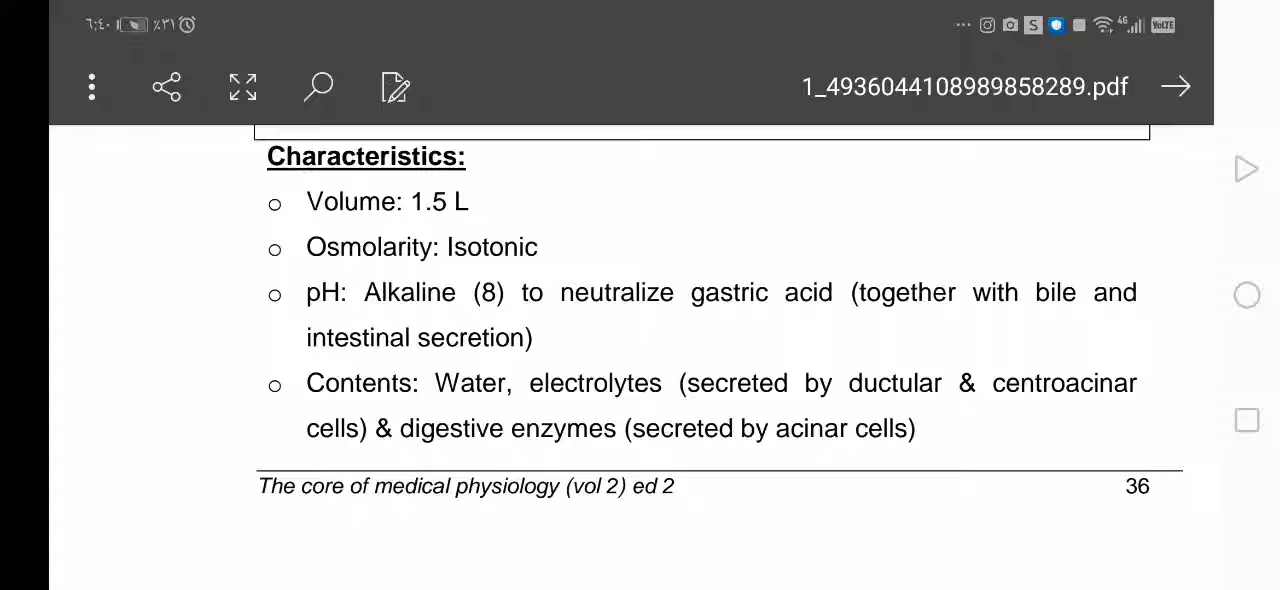 ٦:٤٠ ٪٣١
... S 4G VoLTE
1_4936044108989858289.pdf
Characteristics:
o Volume: 1.5 L
o Osmolarity: Isotonic
o pH: Alkaline (8) to neutralize gastric acid (together with bile and
intestinal secretion)
o Contents: Water, electrolytes (secreted by ductular & centroacinar
cells) & digestive enzymes (secreted by acinar cells)
The core of medical physiology (vol 2) ed 2 36